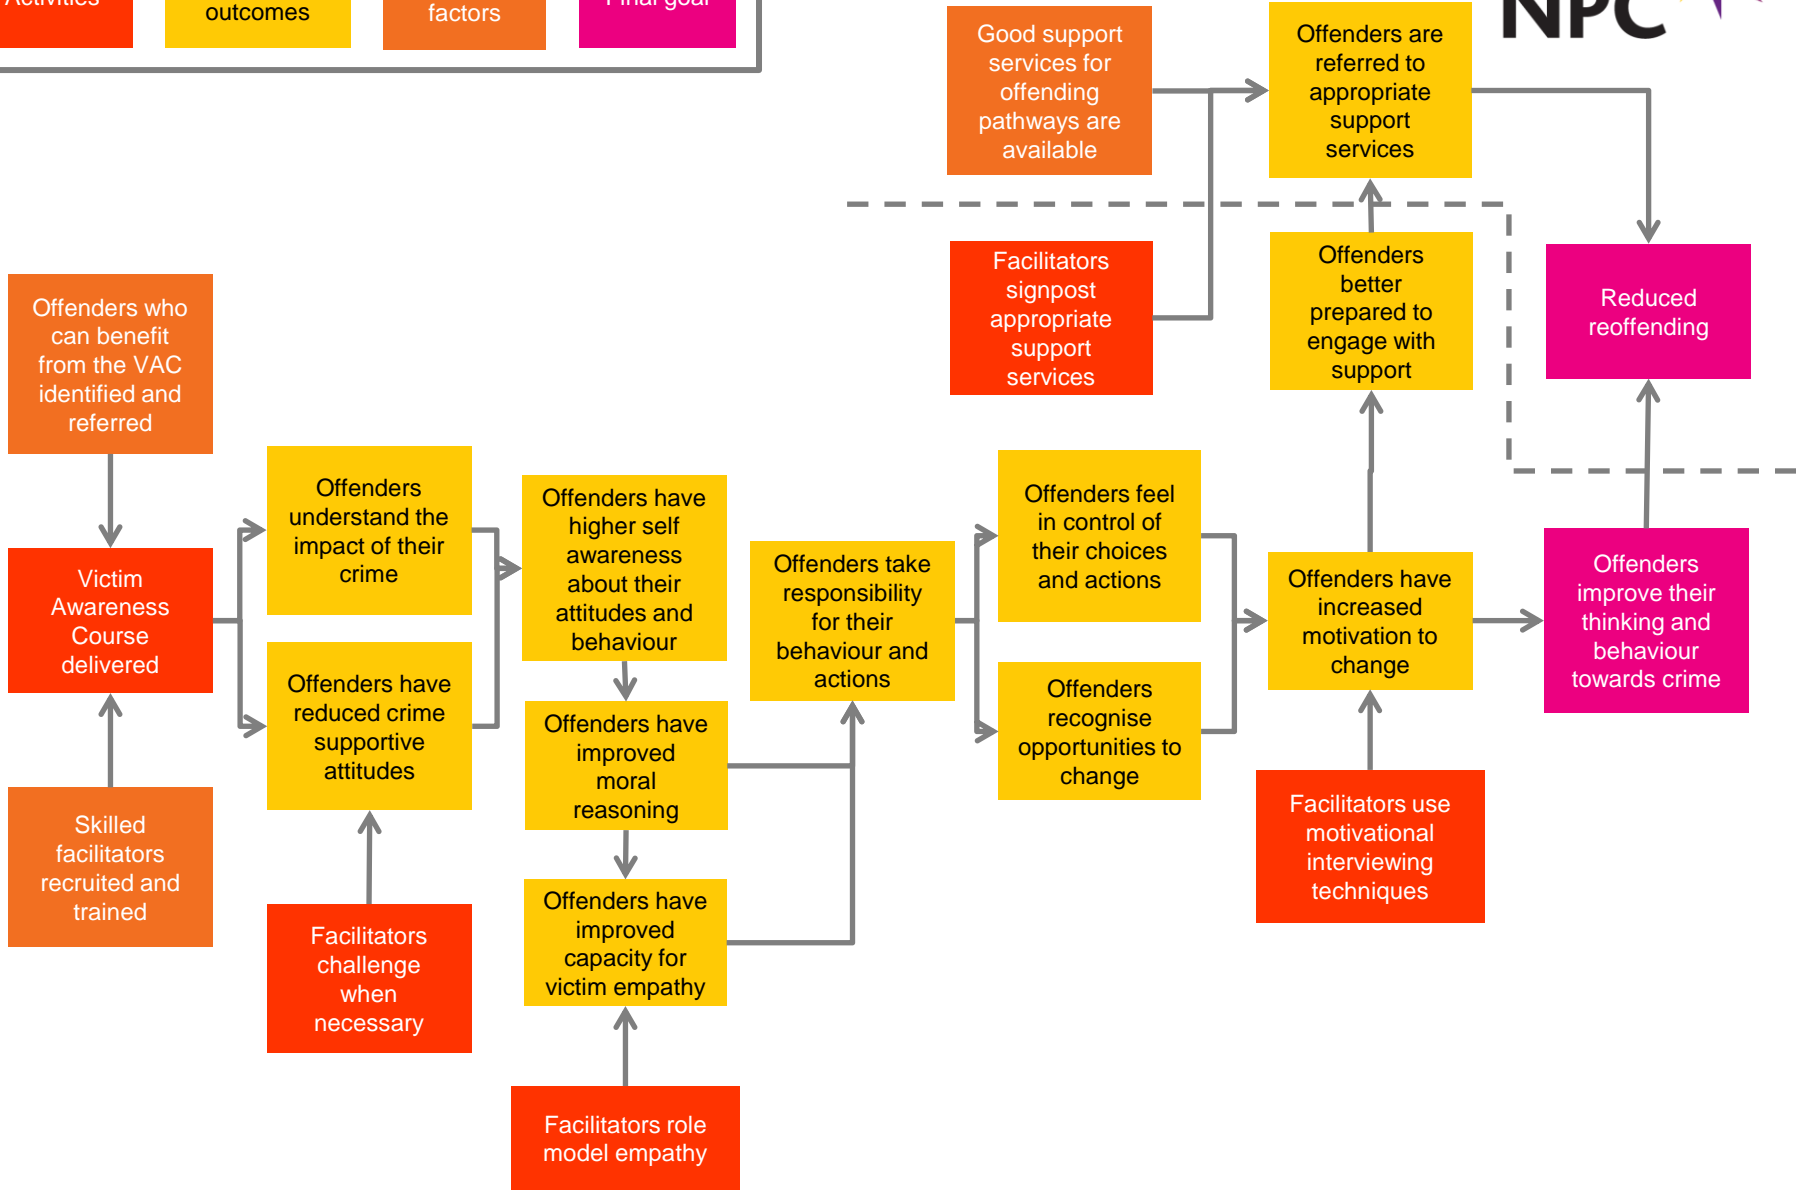 Activities
outcomes
factors
Final goal
NPC
Good support
services for
offending
pathways are
available
Offenders are
referred to
appropriate
support
services
Facilitators
signpost
appropriate
support
services
Offenders
better
prepared to
engage with
support
Reduced
reoffending
Offenders who
can benefit
from the VAC
identified and
referred
Victim
Awareness
Course
delivered
Skilled
facilitators
recruited and
trained
Offenders
understand the
impact of their
crime
Offenders have
reduced crime
supportive
attitudes
Facilitators
challenge
when
necessary
Offenders have
higher self
awareness
about their
attitudes and
behaviour
Offenders have
improved
moral
reasoning
Offenders have
improved
capacity for
victim empathy
Facilitators role
model empathy
Offenders take
responsibility
for their
behaviour and
actions
Offenders feel
in control of
their choices
and actions
Offenders
recognise
opportunities to
change
Offenders have
increased
motivation to
change
Facilitators use
motivational
interviewing
techniques
Offenders
improve their
thinking and
behaviour
towards crime